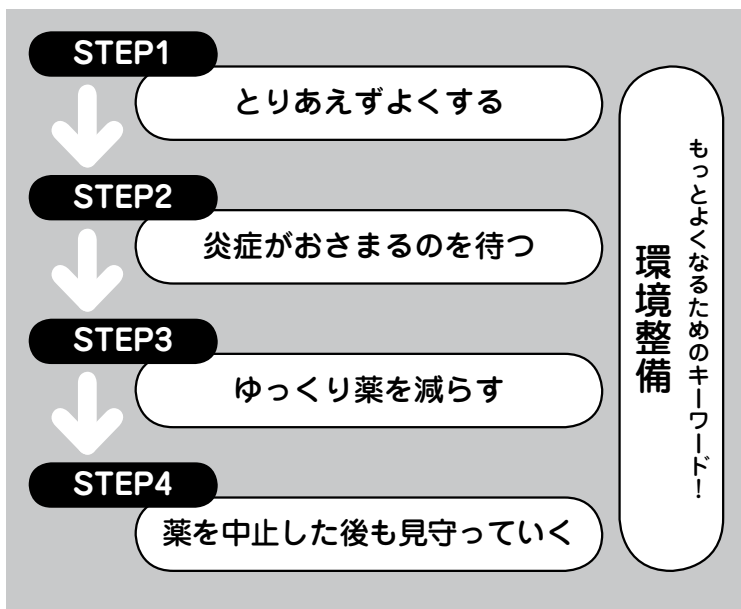 STEP1
とりあえずよくする
STEP2
炎症がおさまるのを待つ
STEP3
ゆっくり薬を減らす
STEP4
薬を中止した後も見守っていく
もっとよくなるためのキーワード!
環境整備